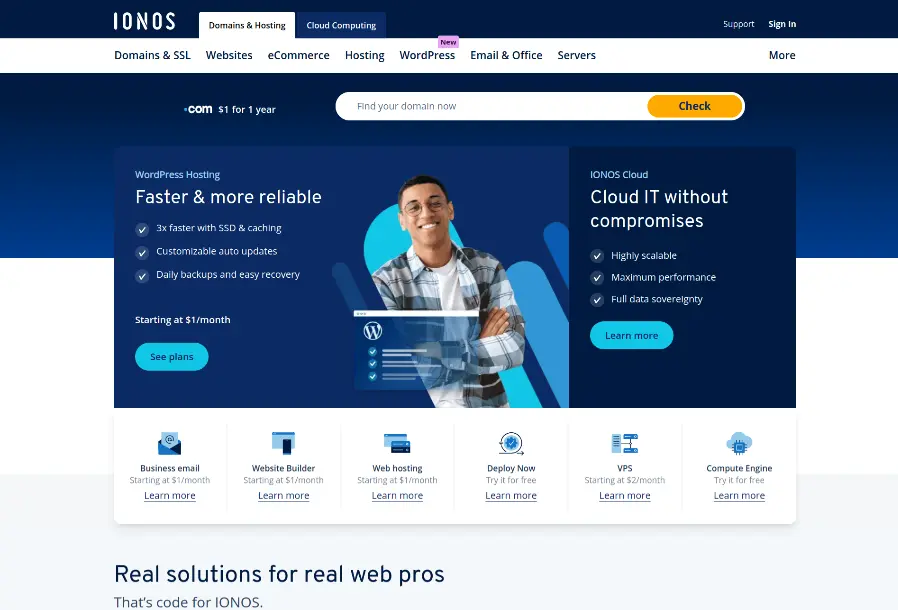 IONOS
Domains & Hosting
Cloud Computing
Support
Sign In
Domains & SSL
Websites
eCommerce
Hosting
WordPress
New
Email & Office
Servers
More
.com $1 for 1 year
Find your domain now
Check
WordPress Hosting
Faster & more reliable
3x faster with SSD & caching
Customizable auto updates
Daily backups and easy recovery
Starting at $1/month
See plans
IONOS Cloud
Cloud IT without
compromises
Highly scalable
Maximum performance
Full data sovereignty
Learn more
Business email
Starting at $1/month
Learn more
Website Builder
Starting at $1/month
Learn more
Web hosting
Starting at $1/month
Learn more
Deploy Now
Try it for free
Learn more
VPS
Starting at $2/month
Learn more
Compute Engine
Try it for free
Learn more
Real solutions for real web pros
That's code for IONOS.